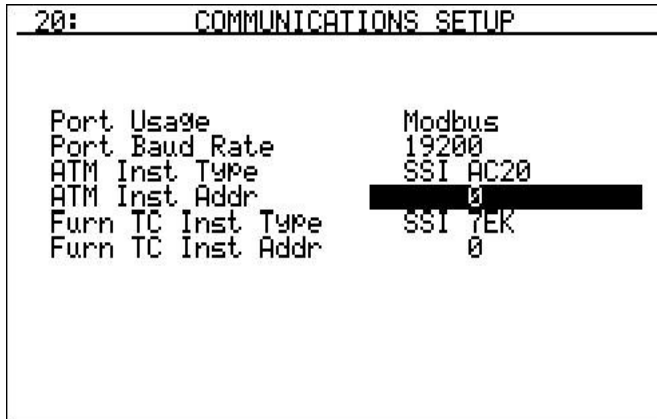 20: COMMUNICATIONS SETUP
Port Usage Modbus
Port Baud Rate 19200
ATM Inst Type SSI AC20
ATM Inst Addr 0
Furn TC Inst Type SSI 7EK
Furn TC Inst Addr 0